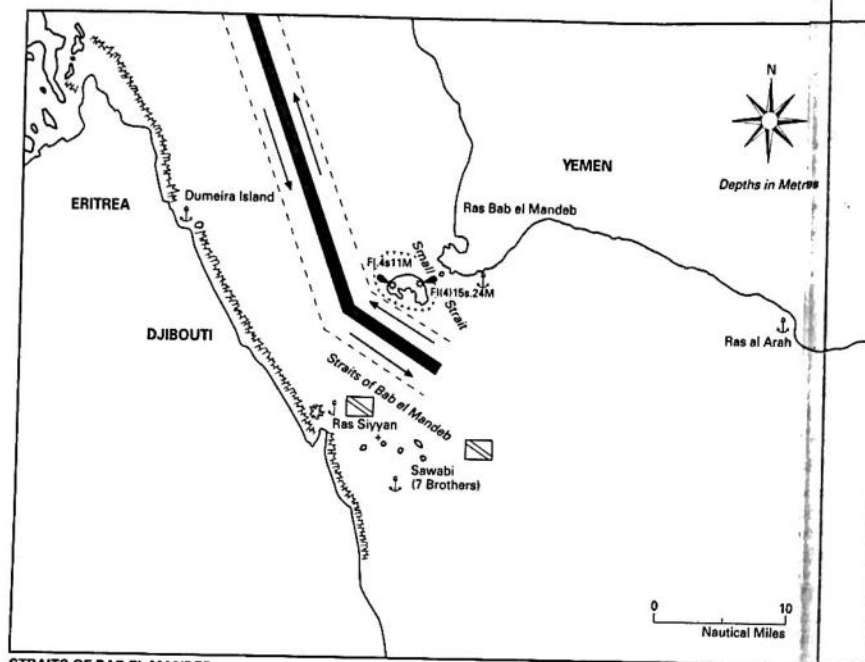 N
YEMEN
Depths in Metres
Dumeira Island
ERITREA
Ras Bab el Mandeb
Small Strait
Fl.4s11M
Fl(4)15s.24M
DJIBOUTI
Ras al Arah
Straits of Bab el Mandeb
Ras Siyyan
Sawabi
(7 Brothers)
0 10
Nautical Miles